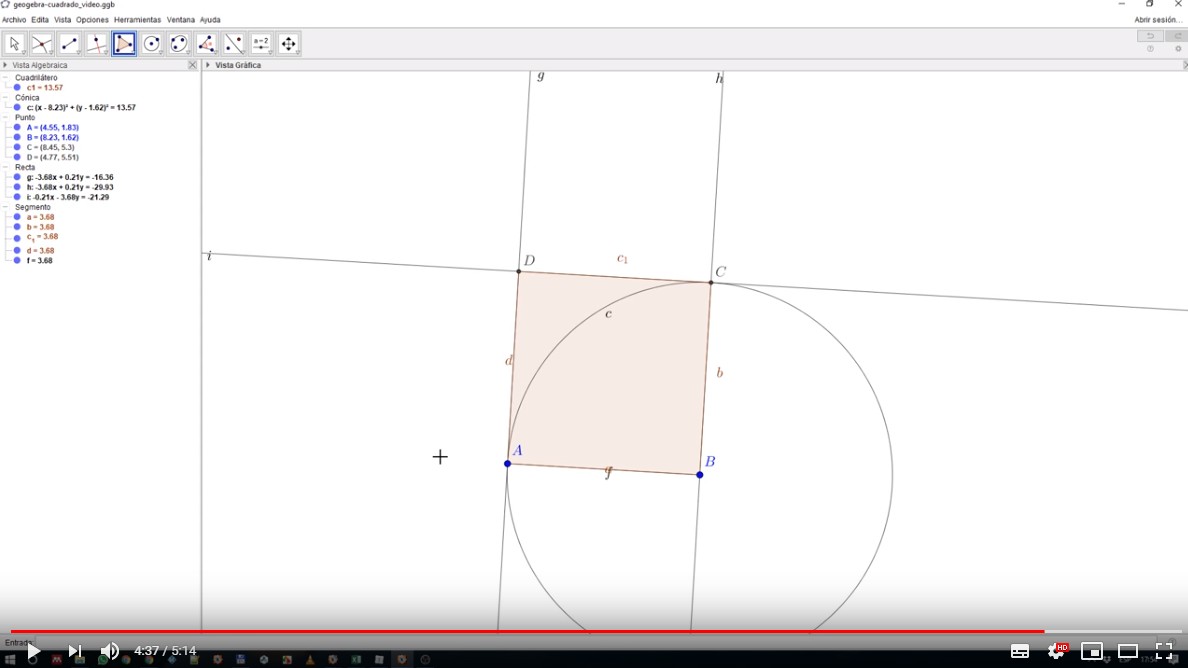 geogebra-cuadrado_video.ggb
Archivo Edita Vista Opciones Herramientas Ventana Ayuda
Abrir sesión...
a=2
Vista Algebraica
Vista Gráfica
Cuadrilátero
c1 = 13.57
Cónica
c: (x - 8.23)² + (y - 1.62)² = 13.57
Punto
A = (4.55, 1.83)
B = (8.23, 1.62)
C = (8.45, 5.3)
D = (4.77, 5.51)
Recta
g: -3.68x + 0.21y = -16.36
h: -3.68x + 0.21y = -29.93
i: -0.21x - 3.68y = -21.29
Segmento
a = 3.68
b = 3.68
c₁ = 3.68
d = 3.68
f = 3.68
g
h
i
D
c₁
C
c
d
b
A
B
f
Entrada:
4:37 / 5:14
HD